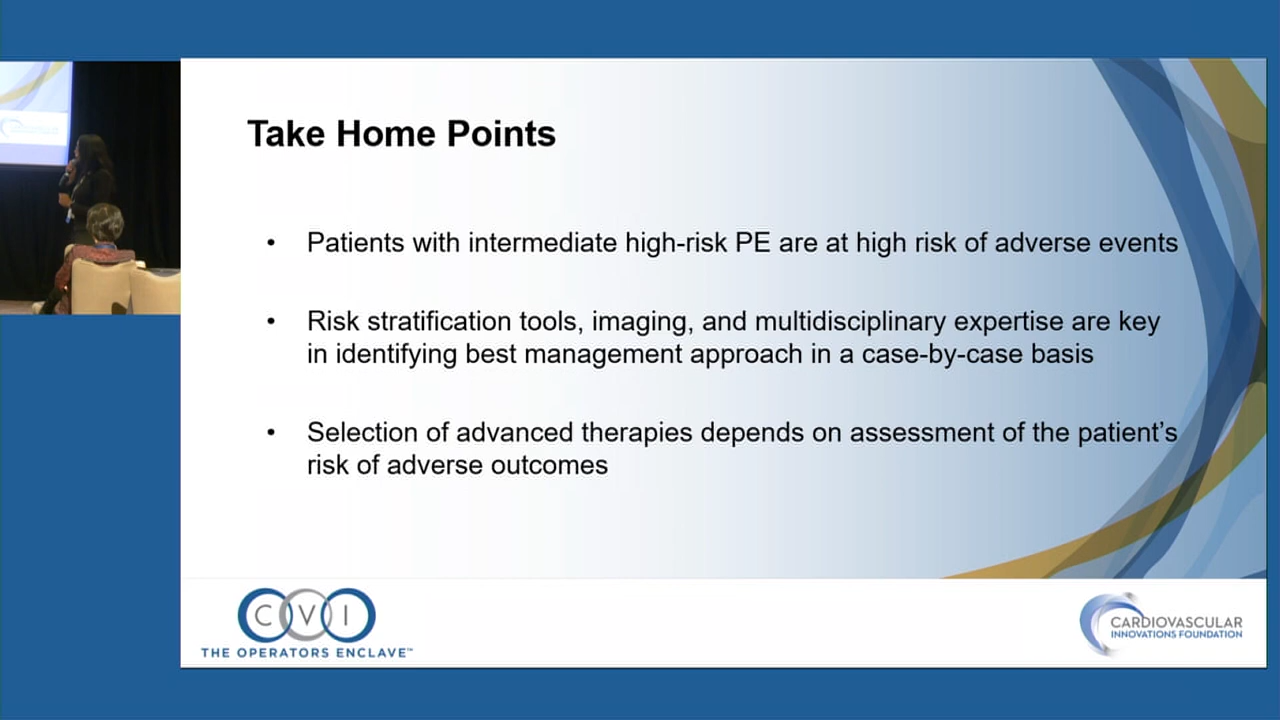 Take Home Points
• Patients with intermediate high-risk PE are at high risk of adverse events
• Risk stratification tools, imaging, and multidisciplinary expertise are key
in identifying best management approach in a case-by-case basis
• Selection of advanced therapies depends on assessment of the patient’s
risk of adverse outcomes
CVI
THE OPERATORS ENCLAVE™
CARDIOVASCULAR
INNOVATIONS FOUNDATION